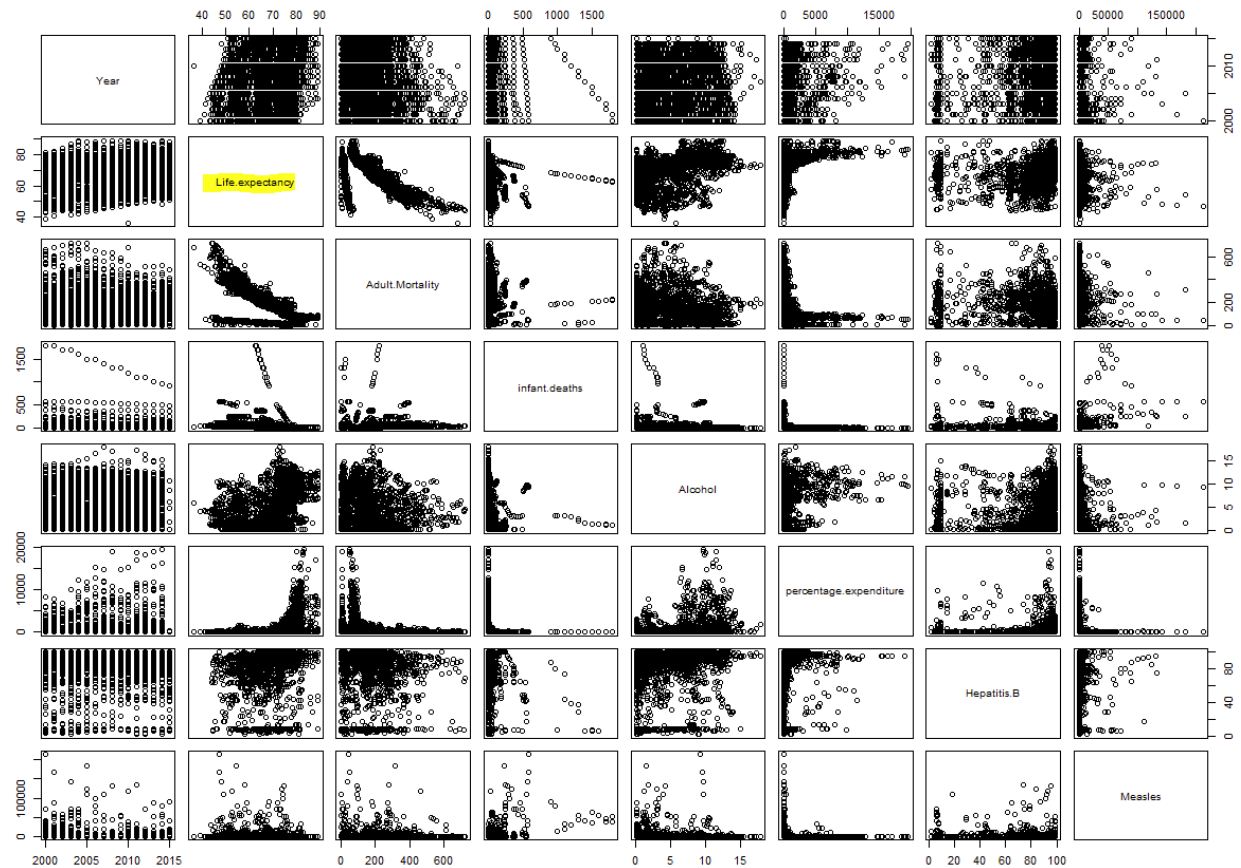 40 50 60 70 80 90
0 500 1500
0 5000 15000
0 50000 150000
Year
2000 2010
40 60 80
Life.expectancy
Adult.Mortality
0 200 400 600
0 500 1500
infant.deaths
Alcohol
0 5 10 15
0 10000 20000
percentage.expenditure
Hepatitis.B
0 40 80
0 100000
Measles
2000 2005 2010 2015
0 200 400 600
0 5 10 15
0 20 40 60 80 100